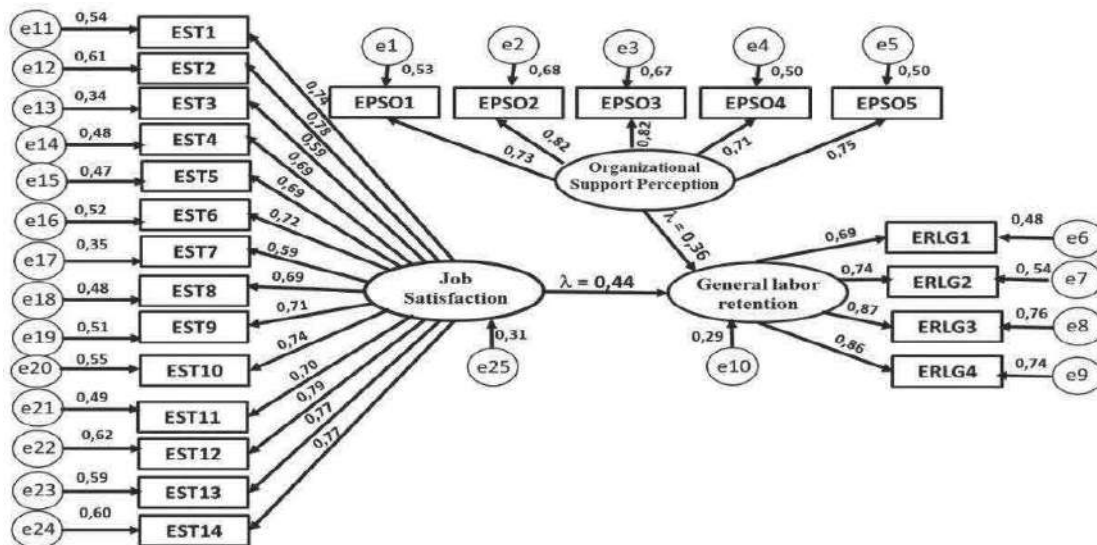 e11 0,54 EST1
e12 0,61 EST2
e13 0,34 EST3
e14 0,48 EST4
e15 0,47 EST5
e16 0,52 EST6
e17 0,35 EST7
e18 0,48 EST8
e19 0,51 EST9
e20 0,55 EST10
e21 0,49 EST11
e22 0,62 EST12
e23 0,59 EST13
e24 0,60 EST14
0,74
0,78
0,59
0,69
0,69
0,72
0,59
0,69
0,71
0,74
0,70
0,79
0,77
0,77
Job
Satisfaction
0,31
e25
λ = 0,44
e1 e2 e3 e4 e5
0,53 0,68 0,67 0,50 0,50
EPSO1 EPSO2 EPSO3 EPSO4 EPSO5
0,73 0,82 0,82 0,71 0,75
Organizational
Support Perception
λ = 0,36
General labor
retention
0,29
e10
0,69 ERLG1 0,48 e6
0,74 ERLG2 0,54 e7
0,87 ERLG3 0,76 e8
0,86 ERLG4 0,74 e9